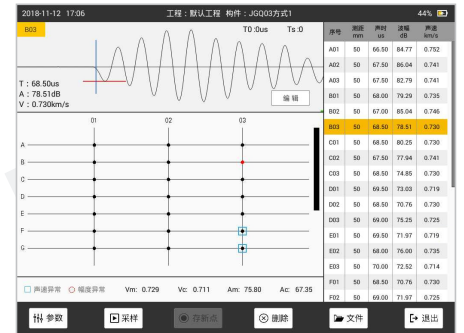 2018-11-12 17:06
工程：默认工程 构件：JGQ03方式1
44%
B03
T0 :0us Ts :0
T：68.50us
A：78.51dB
V：0.730km/s
编 辑
01 02 03
A
B
C
D
E
F
G
声速异常 幅度异常 Vm: 0.729 Vc: 0.711 Am: 75.80 Ac: 67.35
序号 测距 mm 声时 us 波幅 dB 声速 km/s
A01 50 66.50 84.77 0.752
A02 50 67.50 86.04 0.741
A03 50 67.50 82.79 0.741
B01 50 68.00 79.29 0.735
B02 50 67.00 85.04 0.746
B03 50 68.50 78.51 0.730
C01 50 68.50 80.25 0.730
C02 50 67.50 77.94 0.741
C03 50 68.50 74.85 0.730
D01 50 69.50 73.03 0.719
D02 50 68.50 70.76 0.730
D03 50 69.00 75.25 0.725
E01 50 69.50 71.97 0.719
E02 50 68.00 76.00 0.735
E03 50 70.00 72.52 0.714
F01 50 68.50 70.76 0.730
F02 50 69.00 71.97 0.725
参数 采样 存新点 删除 文件 退出